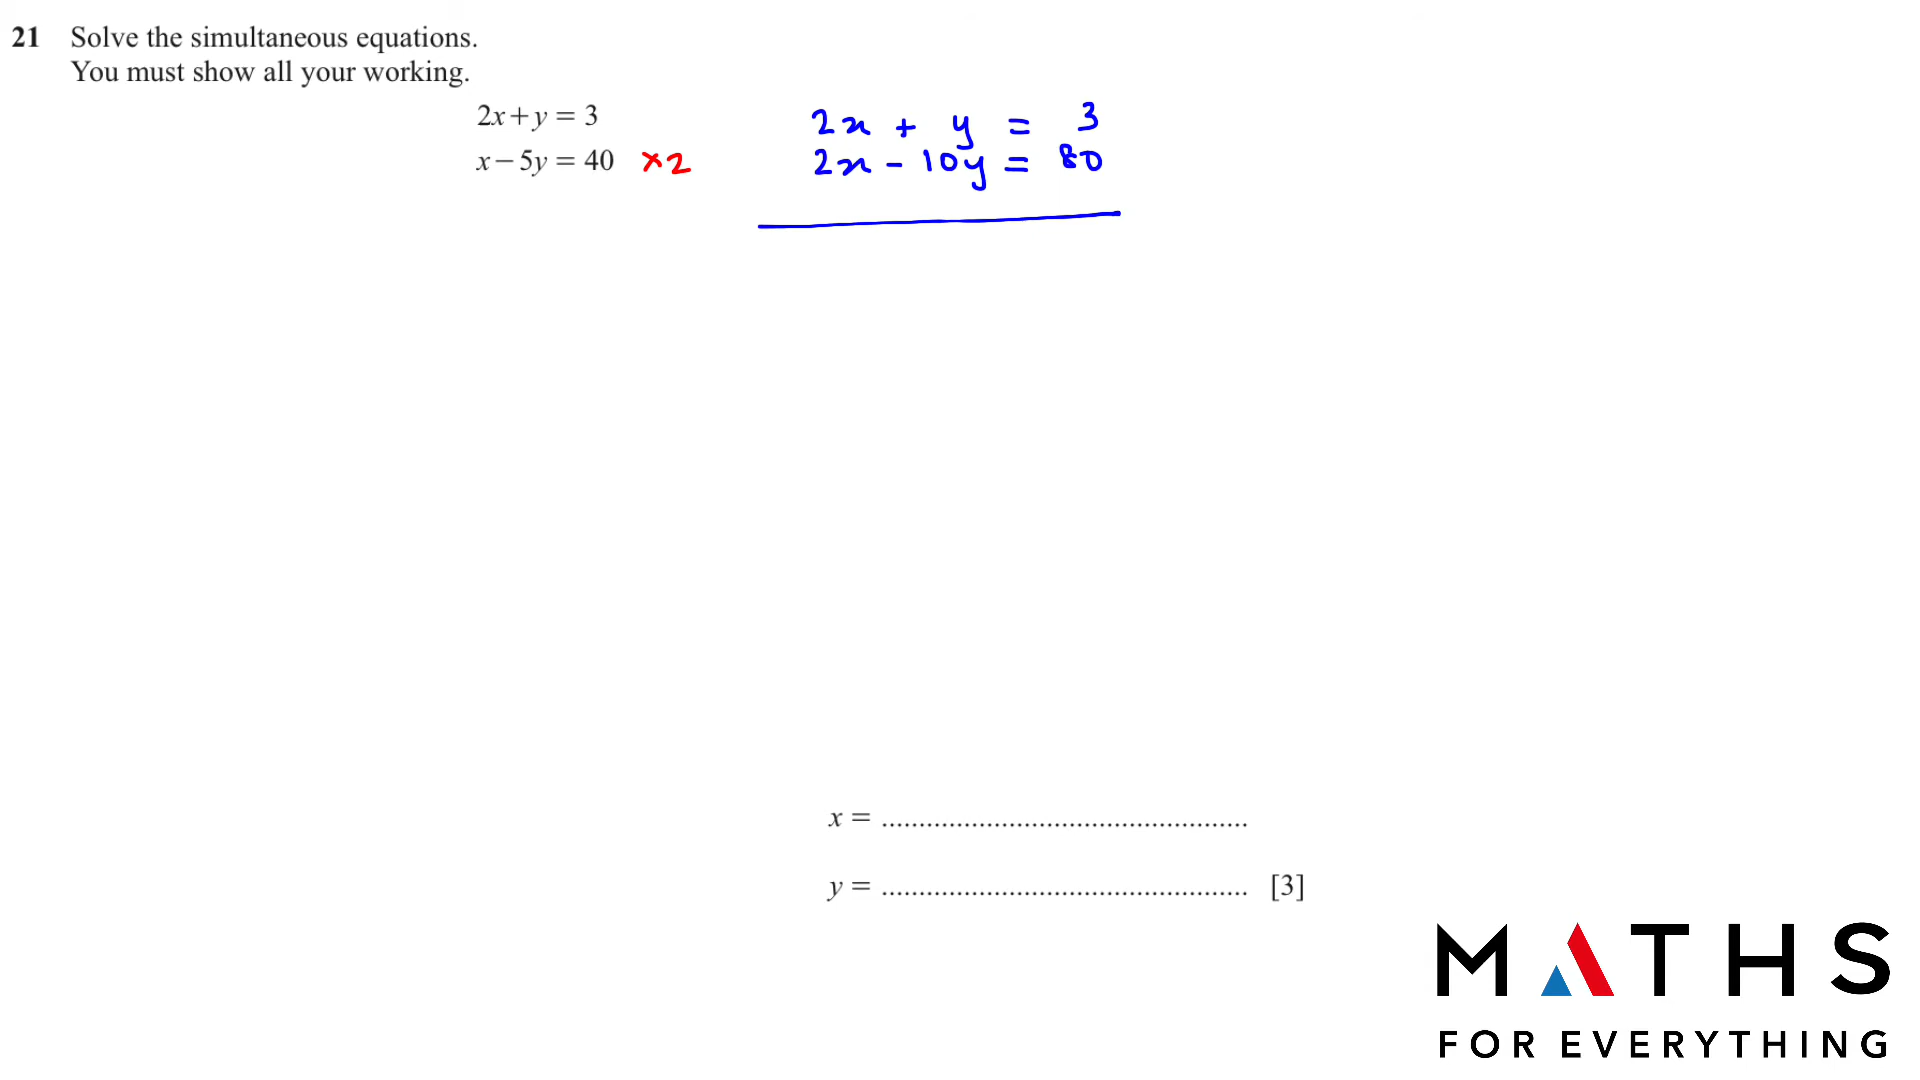 21 Solve the simultaneous equations.
You must show all your working.
2x + y = 3
x − 5y = 40 ×2
2x + y = 3
2x − 10y = 80
x = ................................................
y = ................................................ [3]
MATHS
FOR EVERYTHING